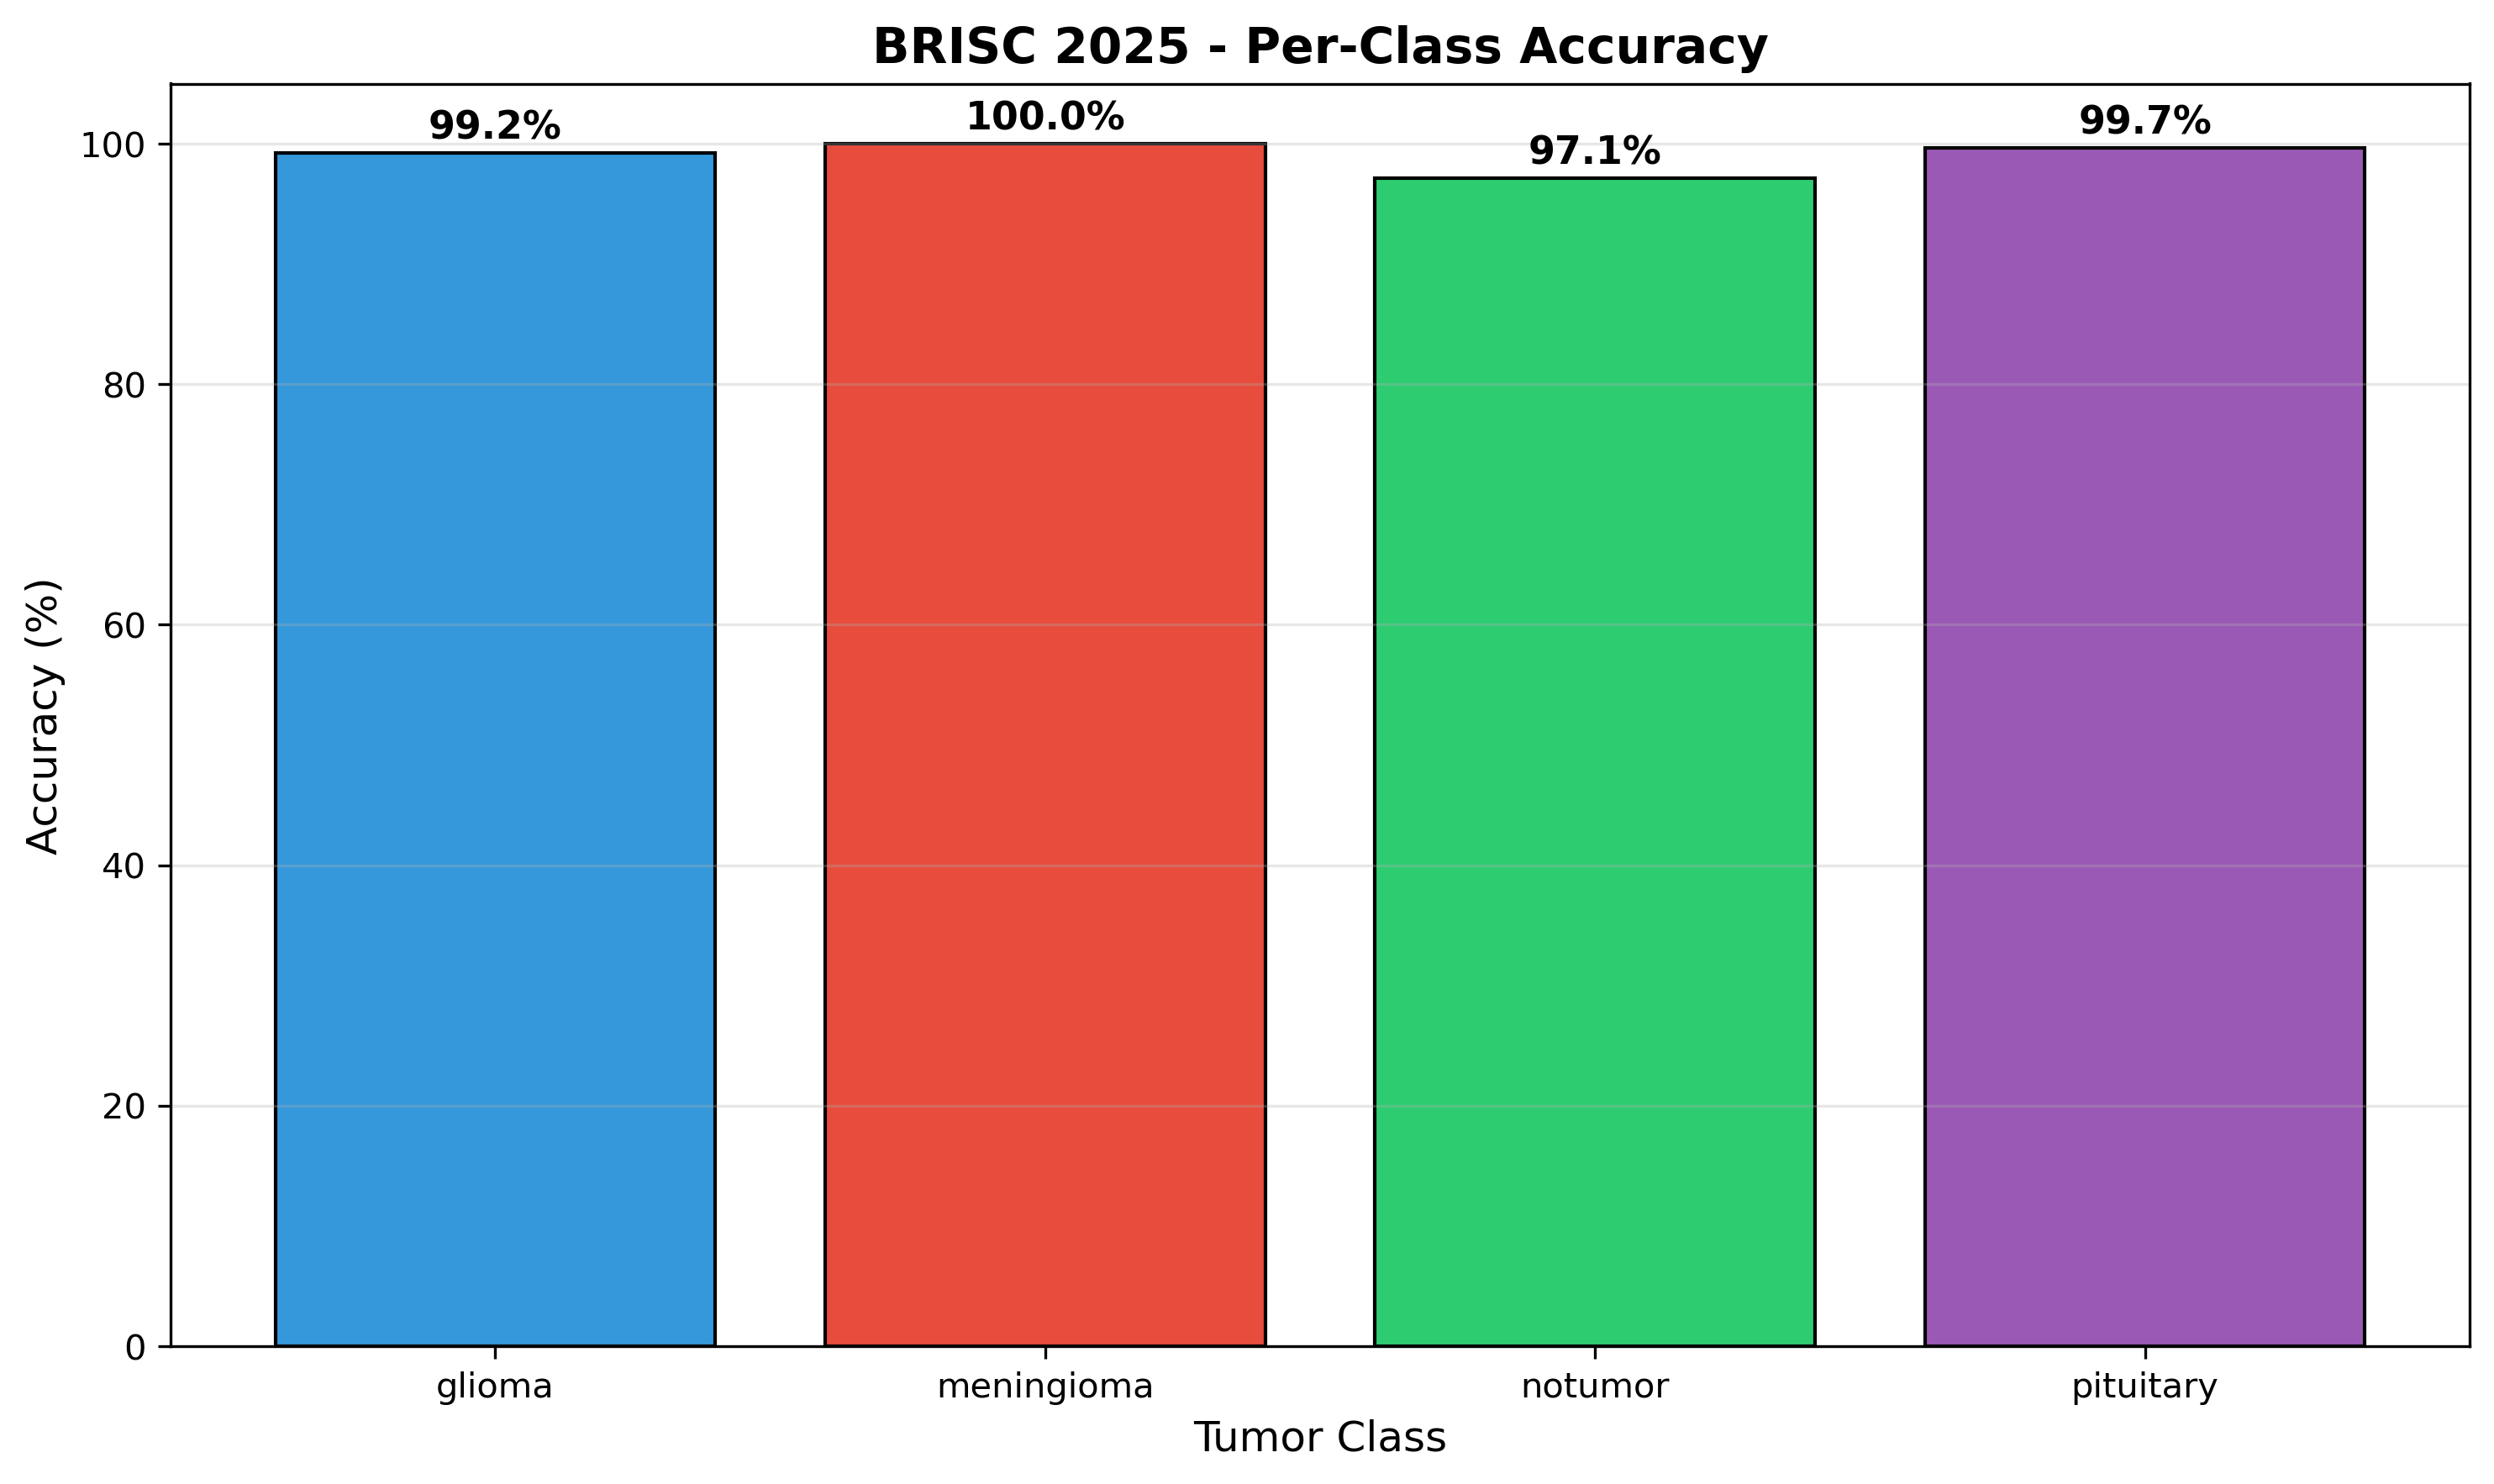 BRISC 2025 - Per-Class Accuracy
99.2%
100.0%
97.1%
99.7%
100
80
60
40
20
0
Accuracy (%)
glioma
meningioma
notumor
pituitary
Tumor Class